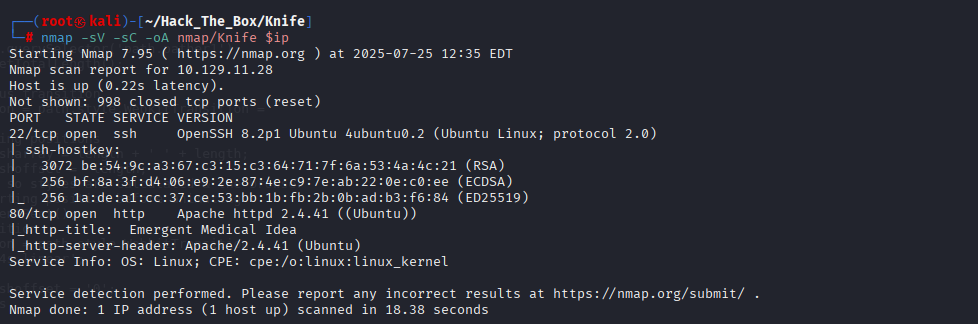 ┌──(root㉿kali)-[~/Hack_The_Box/Knife]
└─# nmap -sV -sC -oA nmap/Knife $ip
Starting Nmap 7.95 ( https://nmap.org ) at 2025-07-25 12:35 EDT
Nmap scan report for 10.129.11.28
Host is up (0.22s latency).
Not shown: 998 closed tcp ports (reset)
PORT   STATE SERVICE VERSION
22/tcp open  ssh     OpenSSH 8.2p1 Ubuntu 4ubuntu0.2 (Ubuntu Linux; protocol 2.0)
| ssh-hostkey:
|   3072 be:54:9c:a3:67:c3:15:c3:64:71:7f:6a:53:4a:4c:21 (RSA)
|   256 bf:8a:3f:d4:06:e9:2e:87:4e:c9:7e:ab:22:0e:c0:ee (ECDSA)
|_  256 1a:de:a1:cc:37:ce:53:bb:1b:fb:2b:0b:ad:b3:f6:84 (ED25519)
80/tcp open  http    Apache httpd 2.4.41 ((Ubuntu))
|_http-title:  Emergent Medical Idea
|_http-server-header: Apache/2.4.41 (Ubuntu)
Service Info: OS: Linux; CPE: cpe:/o:linux:linux_kernel

Service detection performed. Please report any incorrect results at https://nmap.org/submit/ .
Nmap done: 1 IP address (1 host up) scanned in 18.38 seconds